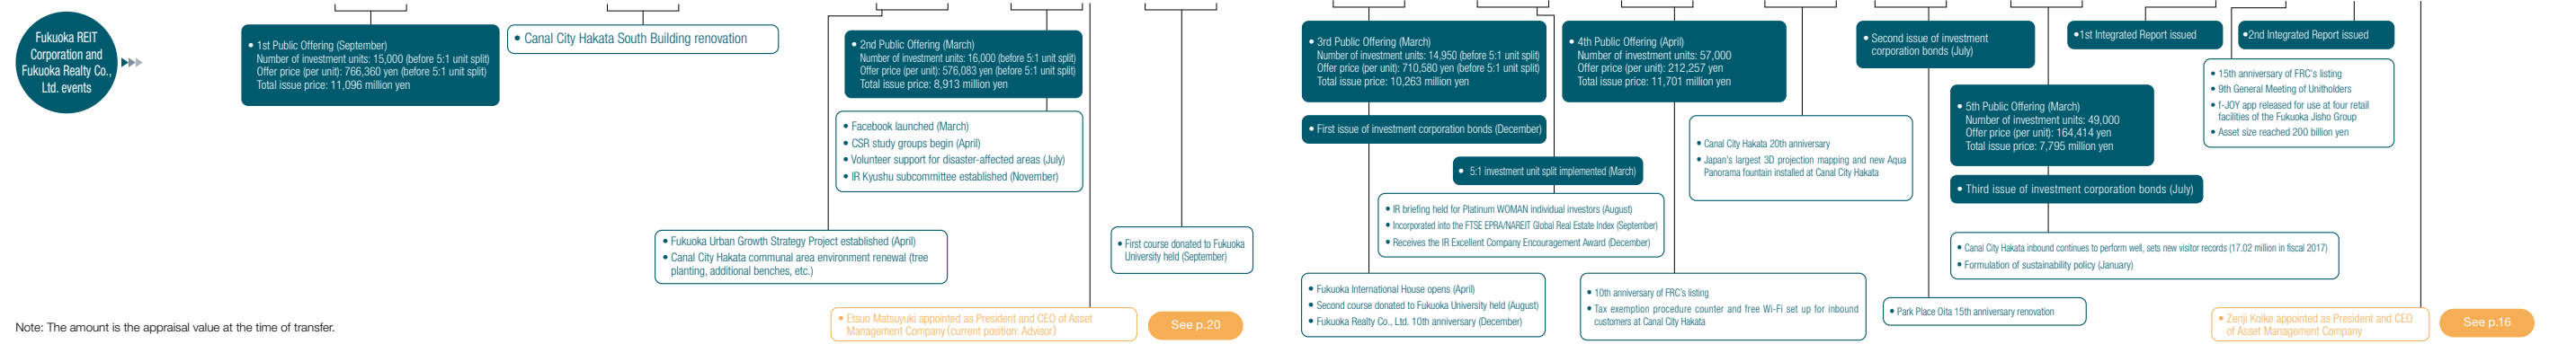 Fukuoka REIT
Corporation and
Fukuoka Realty Co.,
Ltd. events
• 1st Public Offering (September)
Number of investment units: 15,000 (before 5:1 unit split)
Offer price (per unit): 766,360 yen (before 5:1 unit split)
Total issue price: 11,096 million yen
• Canal City Hakata South Building renovation
• 2nd Public Offering (March)
Number of investment units: 16,000 (before 5:1 unit split)
Offer price (per unit): 576,083 yen (before 5:1 unit split)
Total issue price: 8,913 million yen
• Facebook launched (March)
• CSR study groups begin (April)
• Volunteer support for disaster-affected areas (July)
• IR Kyushu subcommittee established (November)
• Fukuoka Urban Growth Strategy Project established (April)
• Canal City Hakata communal area environment renewal (tree
planting, additional benches, etc.)
• First course donated to Fukuoka
University held (September)
• Etsuo Matsuyuki appointed as President and CEO of Asset
Management Company (current position: Advisor)
See p.20
Note: The amount is the appraisal value at the time of transfer.
• 3rd Public Offering (March)
Number of investment units: 14,950 (before 5:1 unit split)
Offer price (per unit): 710,580 yen (before 5:1 unit split)
Total issue price: 10,263 million yen
• First issue of investment corporation bonds (December)
• 5:1 investment unit split implemented (March)
• IR briefing held for Platinum WOMAN individual investors (August)
• Incorporated into the FTSE EPRA/NAREIT Global Real Estate Index (September)
• Receives the IR Excellent Company Encouragement Award (December)
• Fukuoka International House opens (April)
• Second course donated to Fukuoka University held (August)
• Fukuoka Realty Co., Ltd. 10th anniversary (December)
• 4th Public Offering (April)
Number of investment units: 57,000
Offer price (per unit): 212,257 yen
Total issue price: 11,701 million yen
• Canal City Hakata 20th anniversary
• Japan's largest 3D projection mapping and new Aqua
Panorama fountain installed at Canal City Hakata
• 10th anniversary of FRC's listing
• Tax exemption procedure counter and free Wi-Fi set up for inbound
customers at Canal City Hakata
• Second issue of investment
corporation bonds (July)
• Park Place Oita 15th anniversary renovation
• 5th Public Offering (March)
Number of investment units: 49,000
Offer price (per unit): 164,414 yen
Total issue price: 7,795 million yen
• Third issue of investment corporation bonds (July)
• Canal City Hakata inbound continues to perform well, sets new visitor records (17.02 million in fiscal 2017)
• Formulation of sustainability policy (January)
•1st Integrated Report issued
•2nd Integrated Report issued
• 15th anniversary of FRC's listing
• 9th General Meeting of Unitholders
• f-JOY app released for use at four retail
facilities of the Fukuoka Jisho Group
• Asset size reached 200 billion yen
• Zenji Koike appointed as President and CEO
of Asset Management Company
See p.16